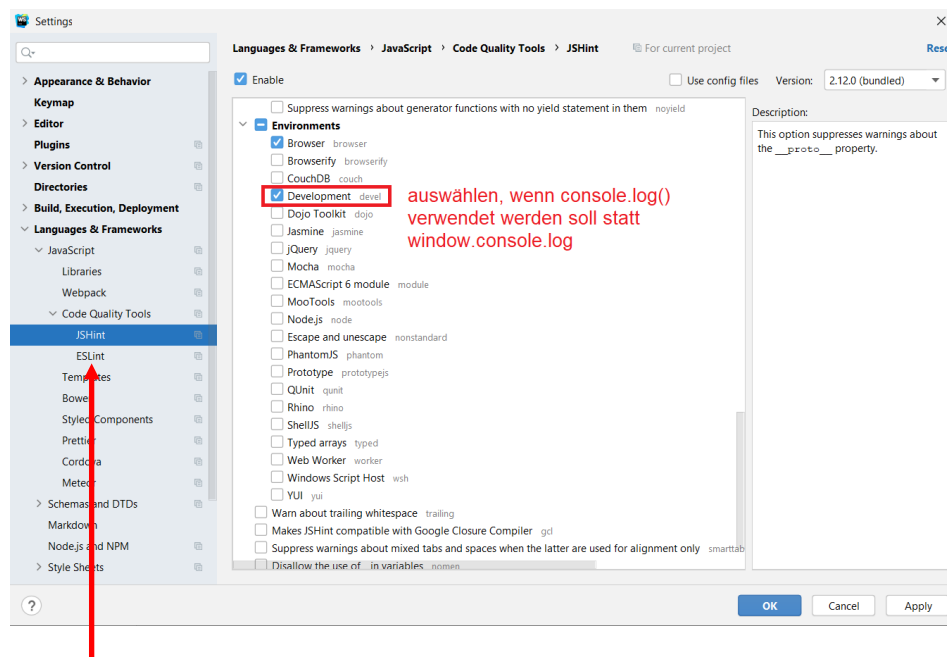 WS
Settings
Languages & Frameworks › JavaScript › Code Quality Tools › JSHint For current project Rese
Appearance & Behavior
Keymap
Editor
Plugins
Version Control
Directories
Build, Execution, Deployment
Languages & Frameworks
JavaScript
Libraries
Webpack
Code Quality Tools
JSHint
ESLint
Templates
Bower
Styled Components
Prettier
Cordova
Meteor
Schemas and DTDs
Markdown
Node.js and NPM
Style Sheets
Enable Use config files Version: 2.12.0 (bundled)
Suppress warnings about generator functions with no yield statement in them noyield
Environments
Browser browser
Browserify browserify
CouchDB couch
Development devel
Dojo Toolkit dojo
Jasmine jasmine
jQuery jquery
Mocha mocha
ECMAScript 6 module module
MooTools mootools
Node.js node
Escape and unescape nonstandard
PhantomJS phantom
Prototype prototypejs
QUnit qunit
Rhino rhino
ShellJS shelljs
Typed arrays typed
Web Worker worker
Windows Script Host wsh
YUI yui
Warn about trailing whitespace trailing
Makes JSHint compatible with Google Closure Compiler gcl
Suppress warnings about mixed tabs and spaces when the latter are used for alignment only smarttab
Disallow the use of _ in variables nomen
auswählen, wenn console.log()
verwendet werden soll statt
window.console.log
Description:
This option suppresses warnings about
the __proto__ property.
?
OK Cancel Apply